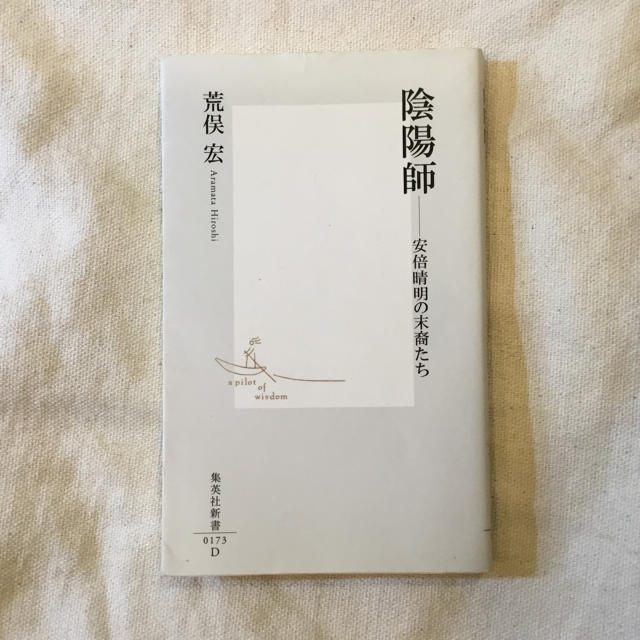 陰陽師——安倍晴明の末裔たち
荒俣 宏
Aramata Hiroshi
a pilot
of
wisdom
集英社新書
0173
D